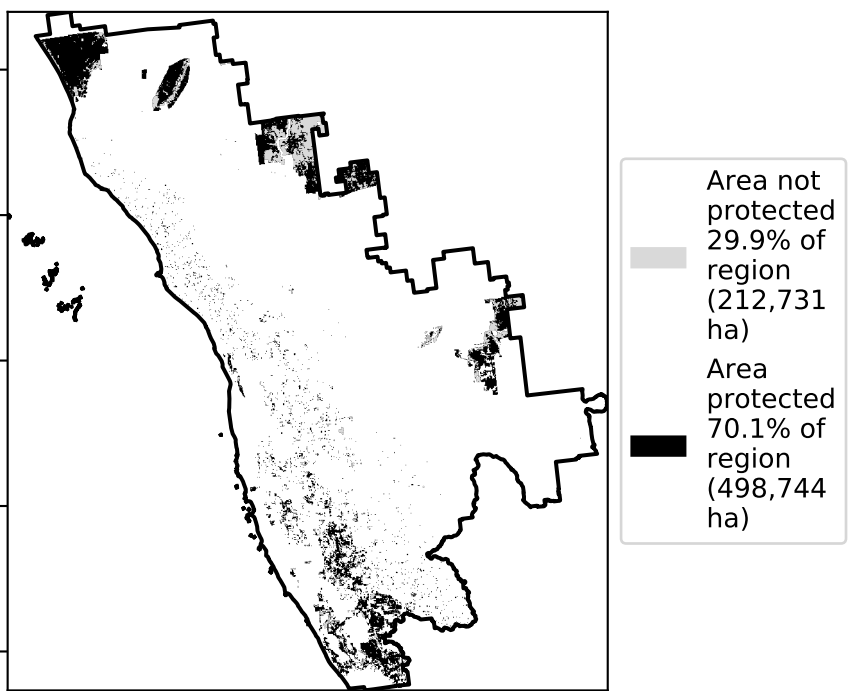 Area not
protected
29.9% of
region
(212,731
ha)
Area
protected
70.1% of
region
(498,744
ha)